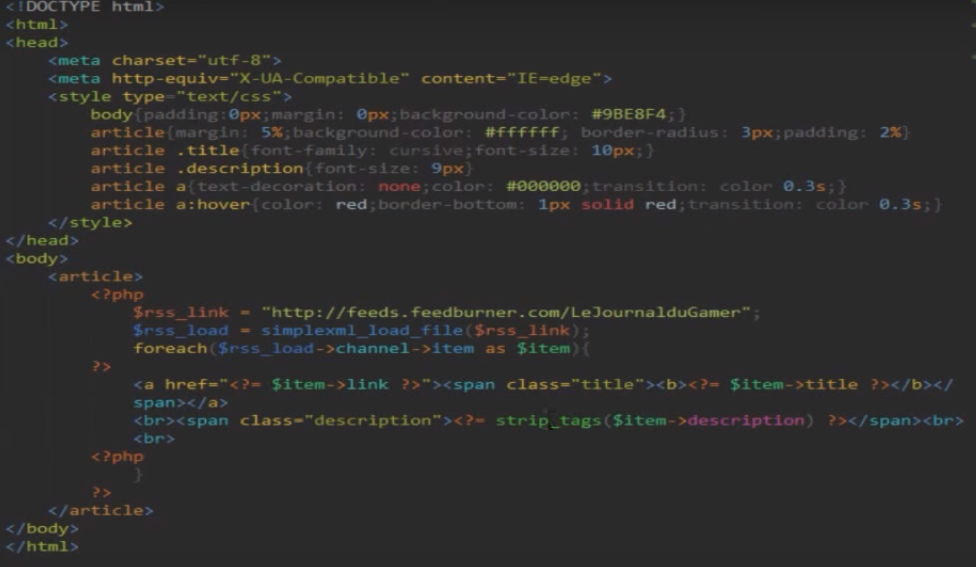 <!DOCTYPE html>
<html>
<head>
    <meta charset="utf-8">
    <meta http-equiv="X-UA-Compatible" content="IE=edge">
    <style type="text/css">
        body{padding:0px;margin: 0px;background-color: #9BE8F4;}
        article{margin: 5%;background-color: #ffffff; border-radius: 3px;padding: 2%}
        article .title{font-family: cursive;font-size: 10px;}
        article .description{font-size: 9px}
        article a{text-decoration: none;color: #000000;transition: color 0.3s;}
        article a:hover{color: red;border-bottom: 1px solid red;transition: color 0.3s;}
    </style>
</head>
<body>
    <article>
        <?php
            $rss_link = "http://feeds.feedburner.com/LeJournalduGamer";
            $rss_load = simplexml_load_file($rss_link);
            foreach($rss_load->channel->item as $item){
        ?>
            <a href="<?= $item->link ?>"><span class="title"><b><?= $item->title ?></b></
            span></a>
            <br><span class="description"><?= strip_tags($item->description) ?></span><br>
            <br>
        <?php
            }
        ?>
    </article>
</body>
</html>